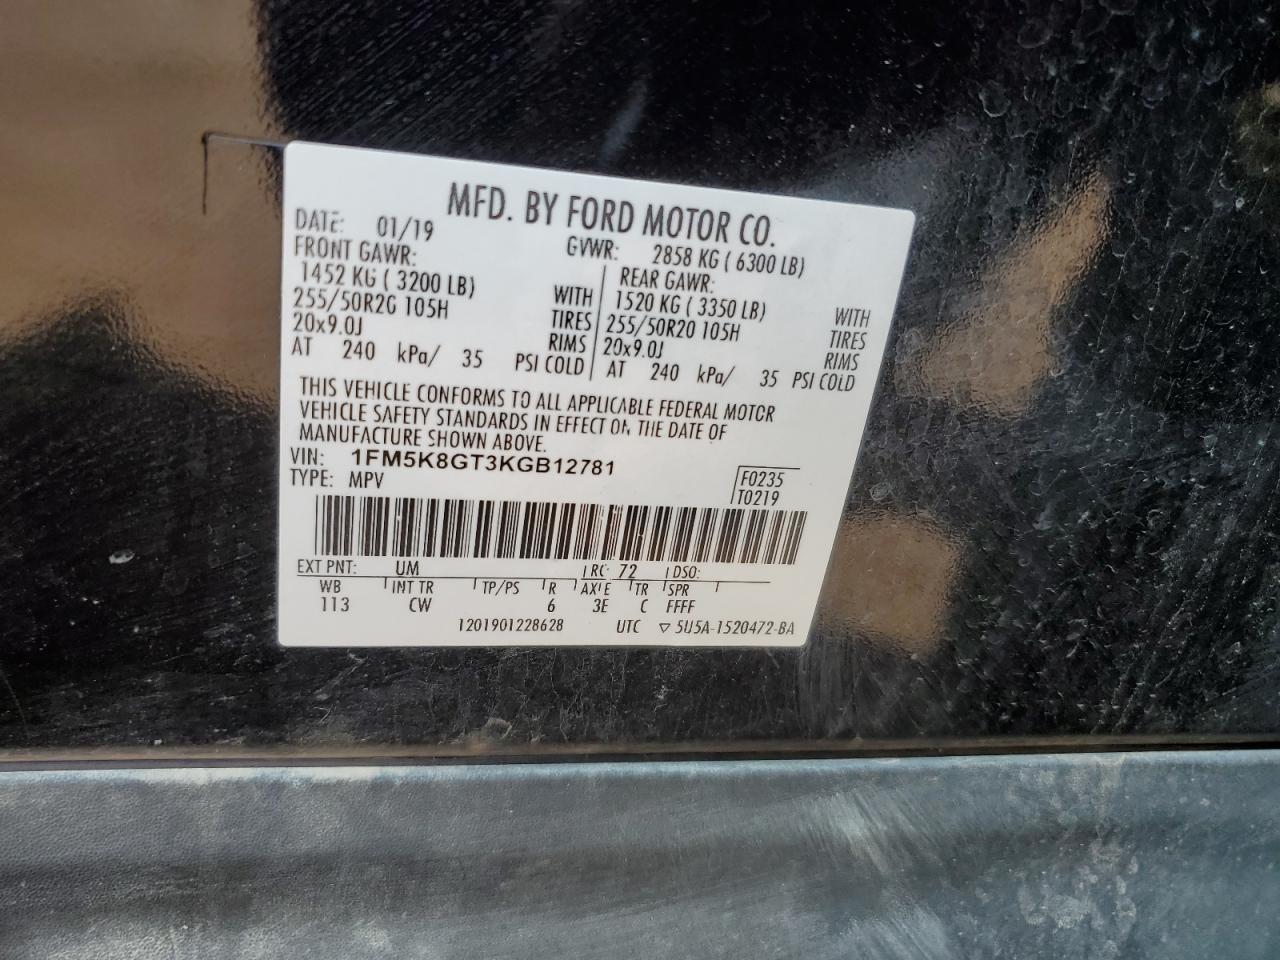 MFD. BY FORD MOTOR CO.
DATE: 01/19 GVWR: 2858 KG ( 6300 LB)
FRONT GAWR: REAR GAWR:
1452 KG ( 3200 LB) WITH 1520 KG ( 3350 LB) WITH
255/50R20 105H TIRES 255/50R20 105H TIRES
20x9.0J RIMS 20x9.0J RIMS
AT 240 kPa/ 35 PSI COLD AT 240 kPa/ 35 PSI COLD
THIS VEHICLE CONFORMS TO ALL APPLICABLE FEDERAL MOTOR
VEHICLE SAFETY STANDARDS IN EFFECT ON THE DATE OF
MANUFACTURE SHOWN ABOVE.
VIN: 1FM5K8GT3KGB12781
TYPE: MPV F0235
T0219
EXT PNT: UM RC: 72 DSO:
WB INT TR TP/PS R AXLE TR SPR
113 CW 6 3E C FFFF
1201901228628 UTC ▽ 5U5A-1520472-BA